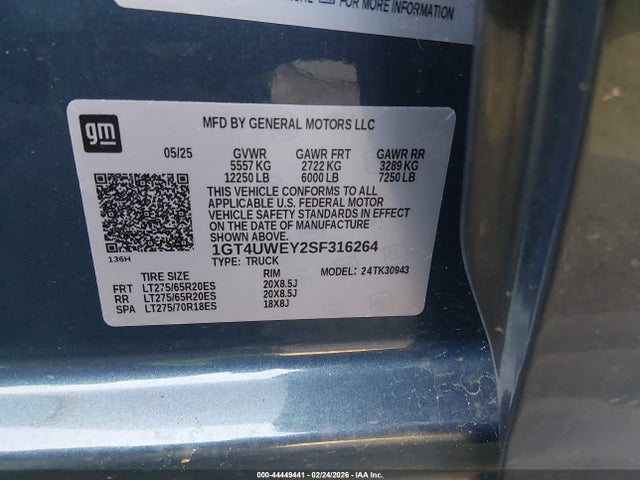 FOR MORE INFORMATION
gm
MFD BY GENERAL MOTORS LLC
05/25 GVWR GAWR FRT GAWR RR
5557 KG 2722 KG 3289 KG
12250 LB 6000 LB 7250 LB
THIS VEHICLE CONFORMS TO ALL
APPLICABLE U.S. FEDERAL MOTOR
VEHICLE SAFETY STANDARDS IN EFFECT
ON THE DATE OF MANUFACTURE
SHOWN ABOVE.
1GT4UWEY2SF316264
136H
TYPE: TRUCK
TIRE SIZE RIM MODEL: 24TK30943
FRT LT275/65R20ES 20X8.5J
RR LT275/65R20ES 20X8.5J
SPA LT275/70R18ES 18X8J
000-44449441 - 02/24/2026 - IAAI.COM